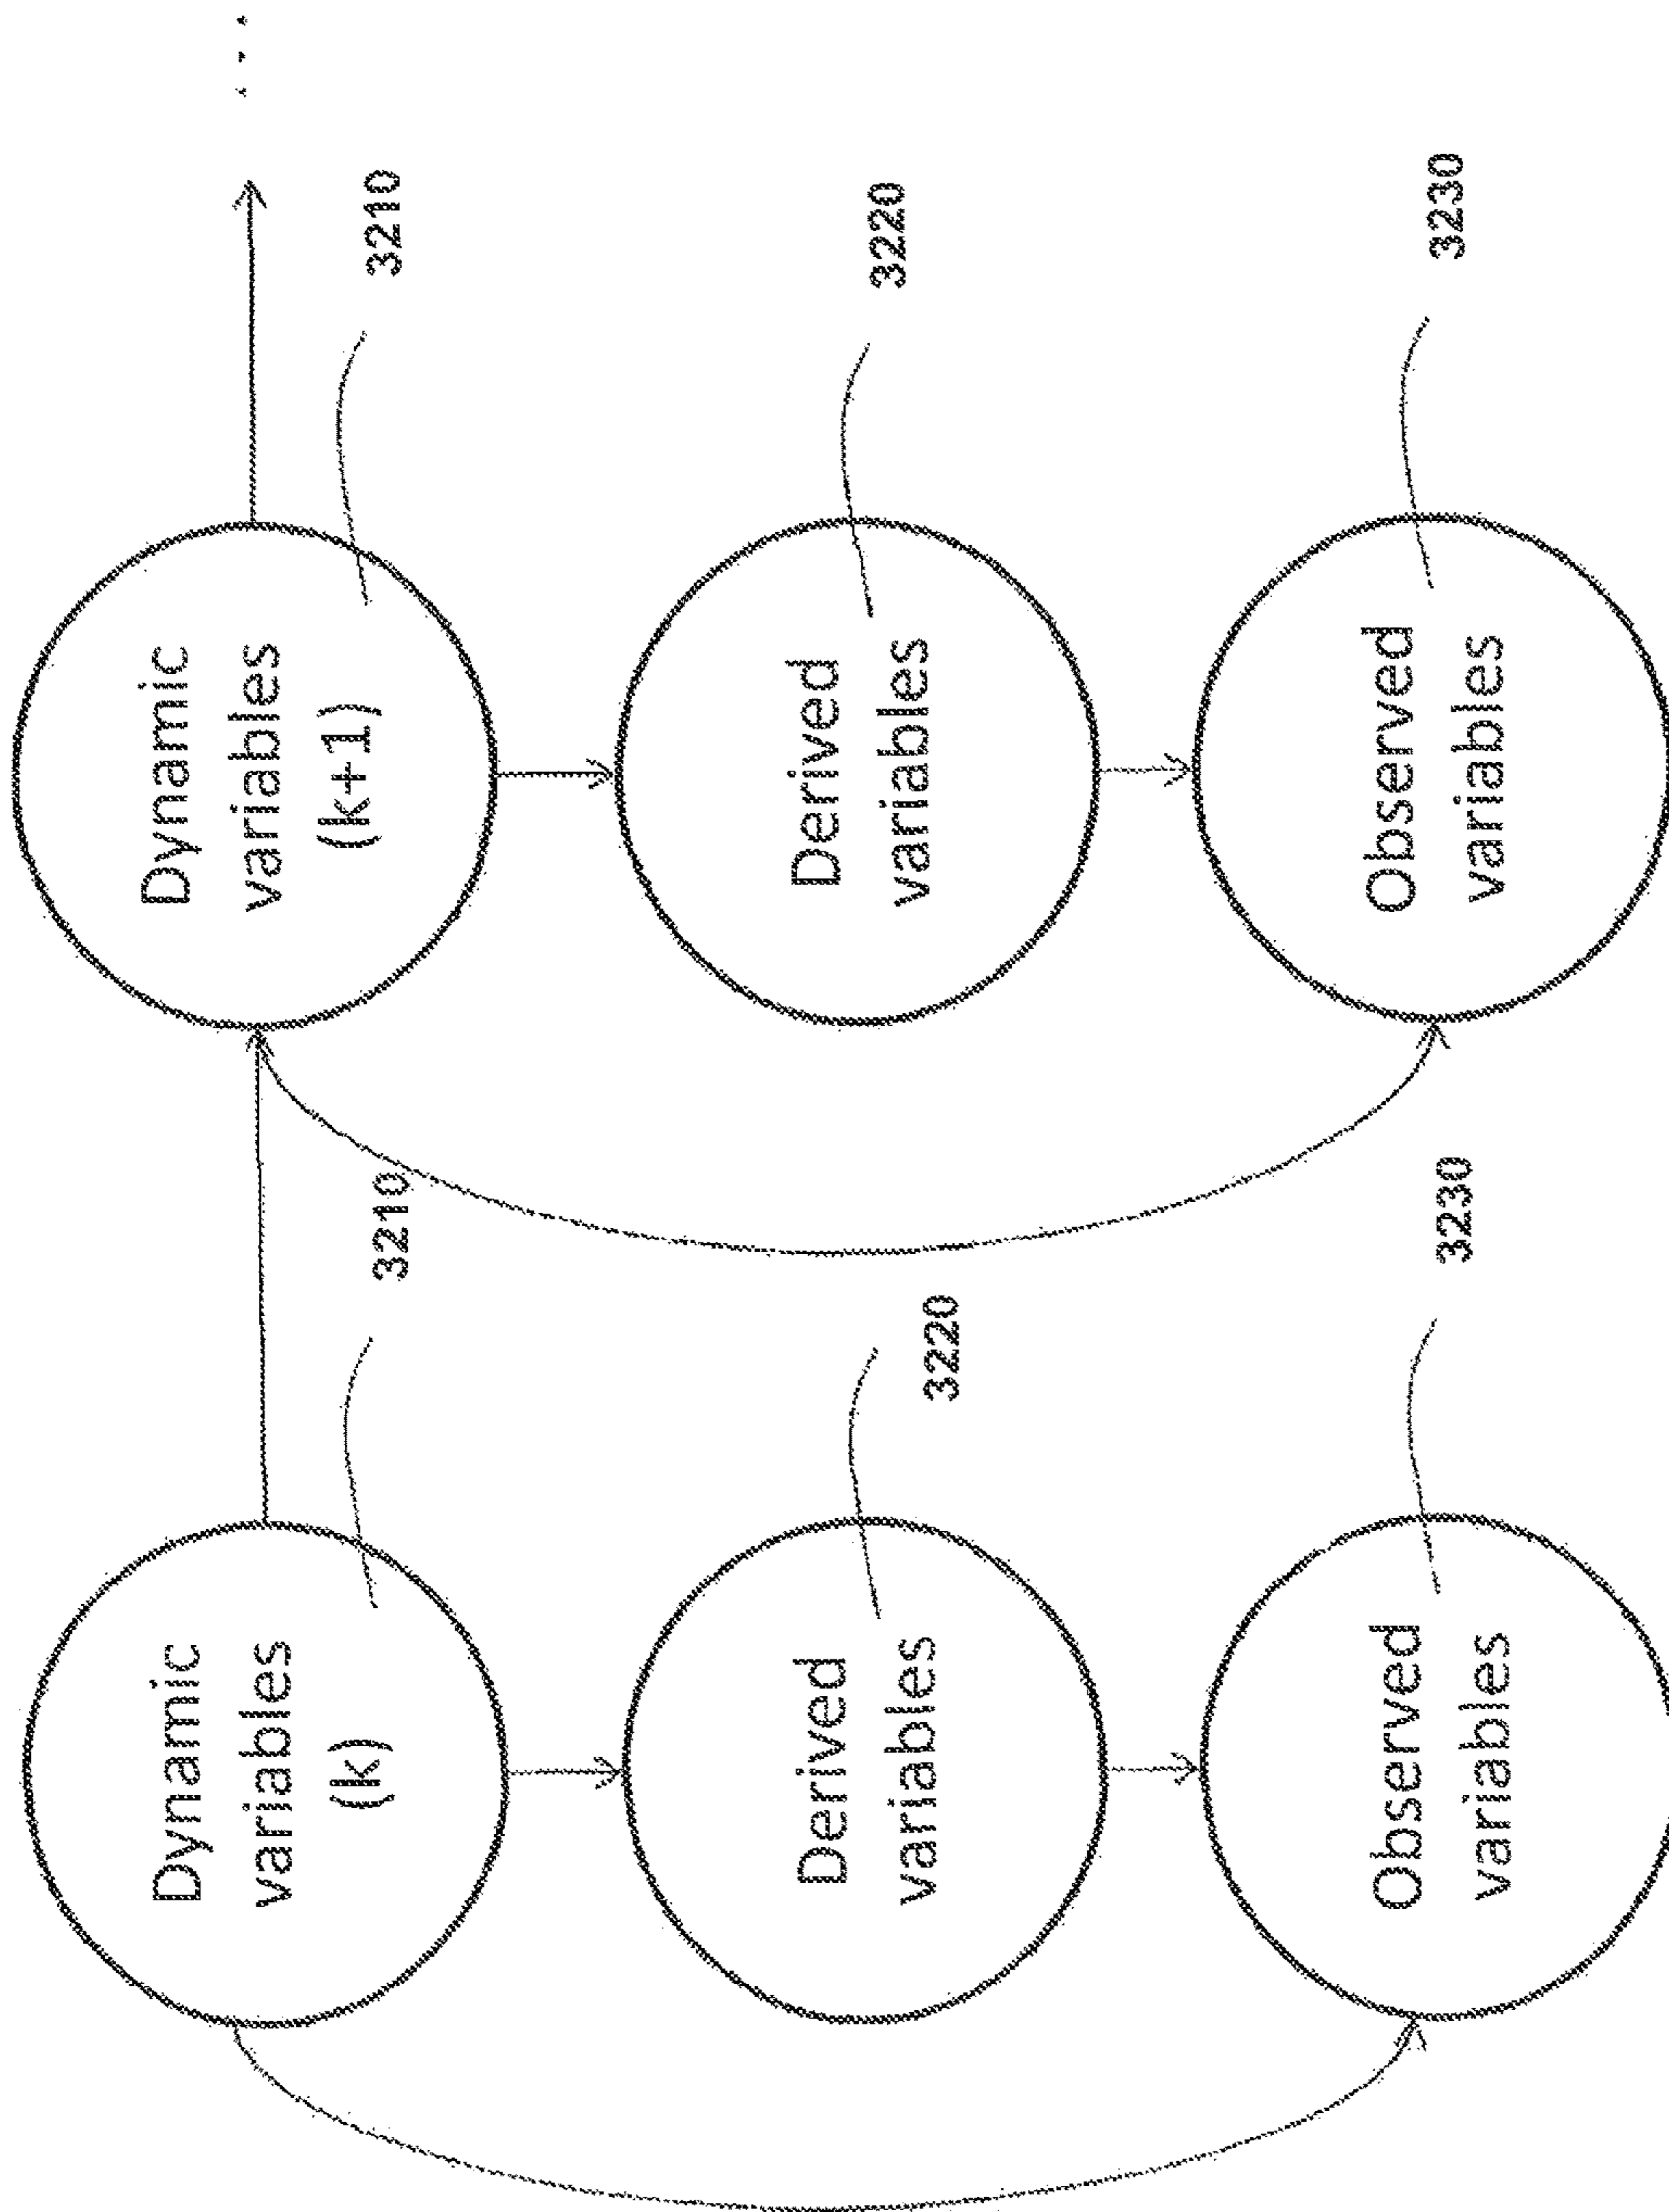 Dynamic
variables
(k)
3210
Dynamic
variables
(k+1)
3210
...
Derived
variables
3220
Derived
variables
3220
Observed
variables
3230
Observed
variables
3230